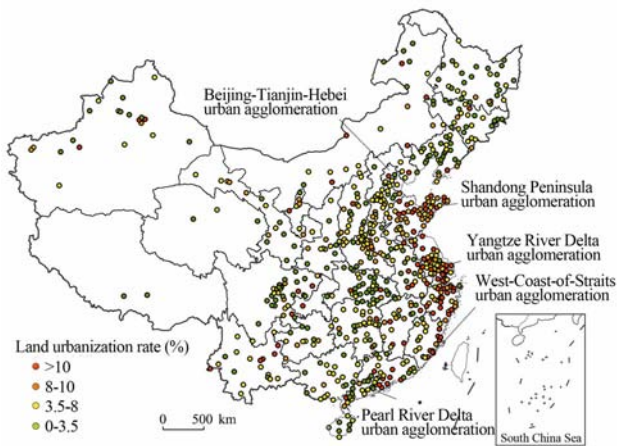 Beijing-Tianjin-Hebei
urban agglomeration
Shandong Peninsula
urban agglomeration
Yangtze River Delta
urban agglomeration
West-Coast-of-Straits
urban agglomeration
Land urbanization rate (%)
>10
8-10
3.5-8
0-3.5
0 500 km
Pearl River Delta
urban agglomeration
South China Sea